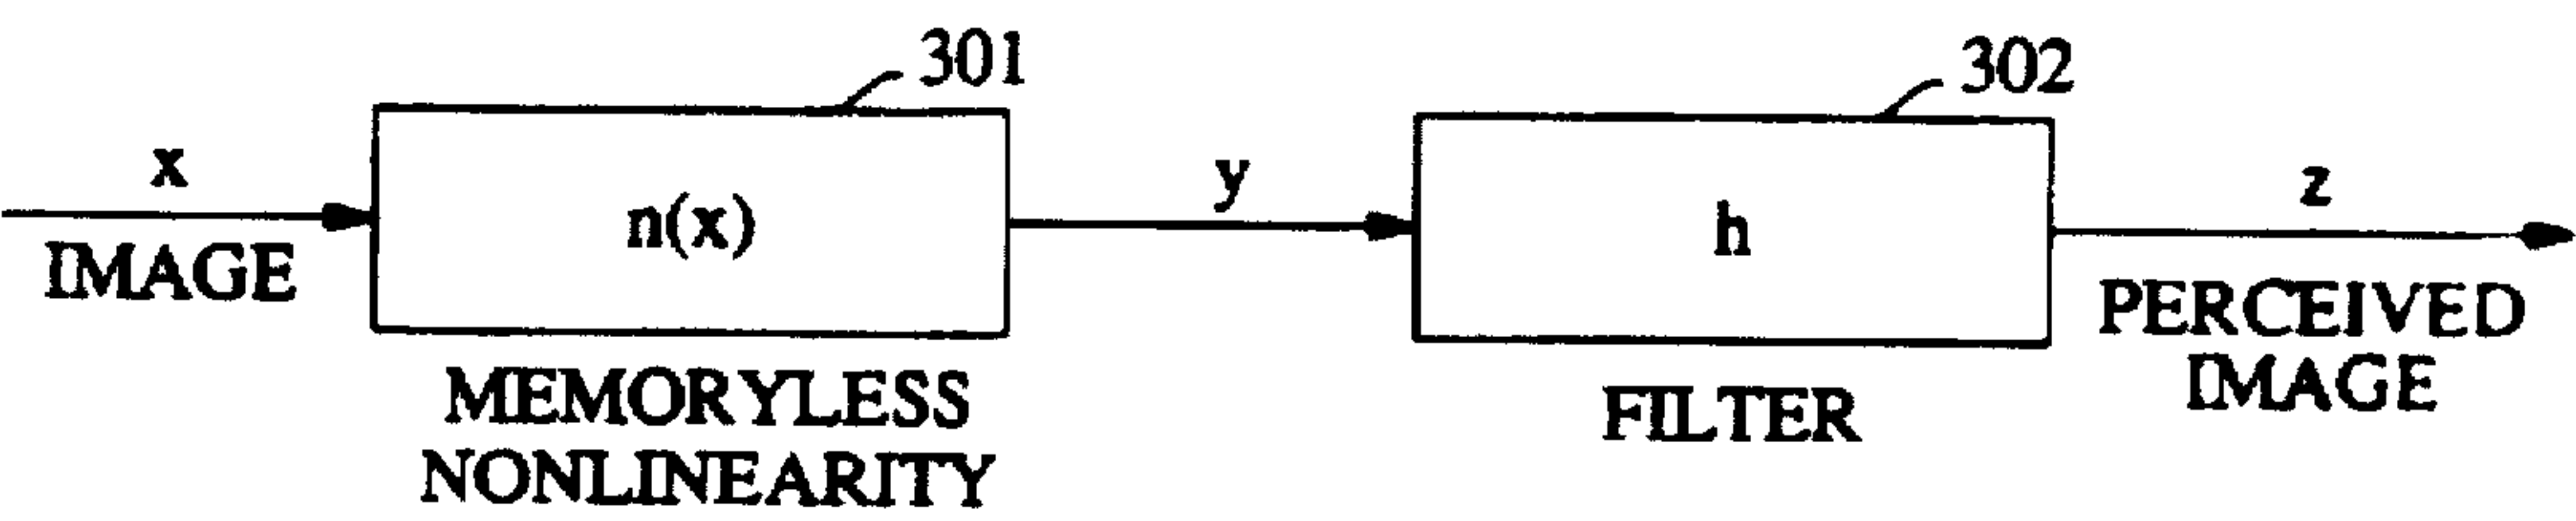 301
302
x
y
z
n(x)
h
IMAGE
MEMORYLESS
NONLINEARITY
FILTER
PERCEIVED
IMAGE